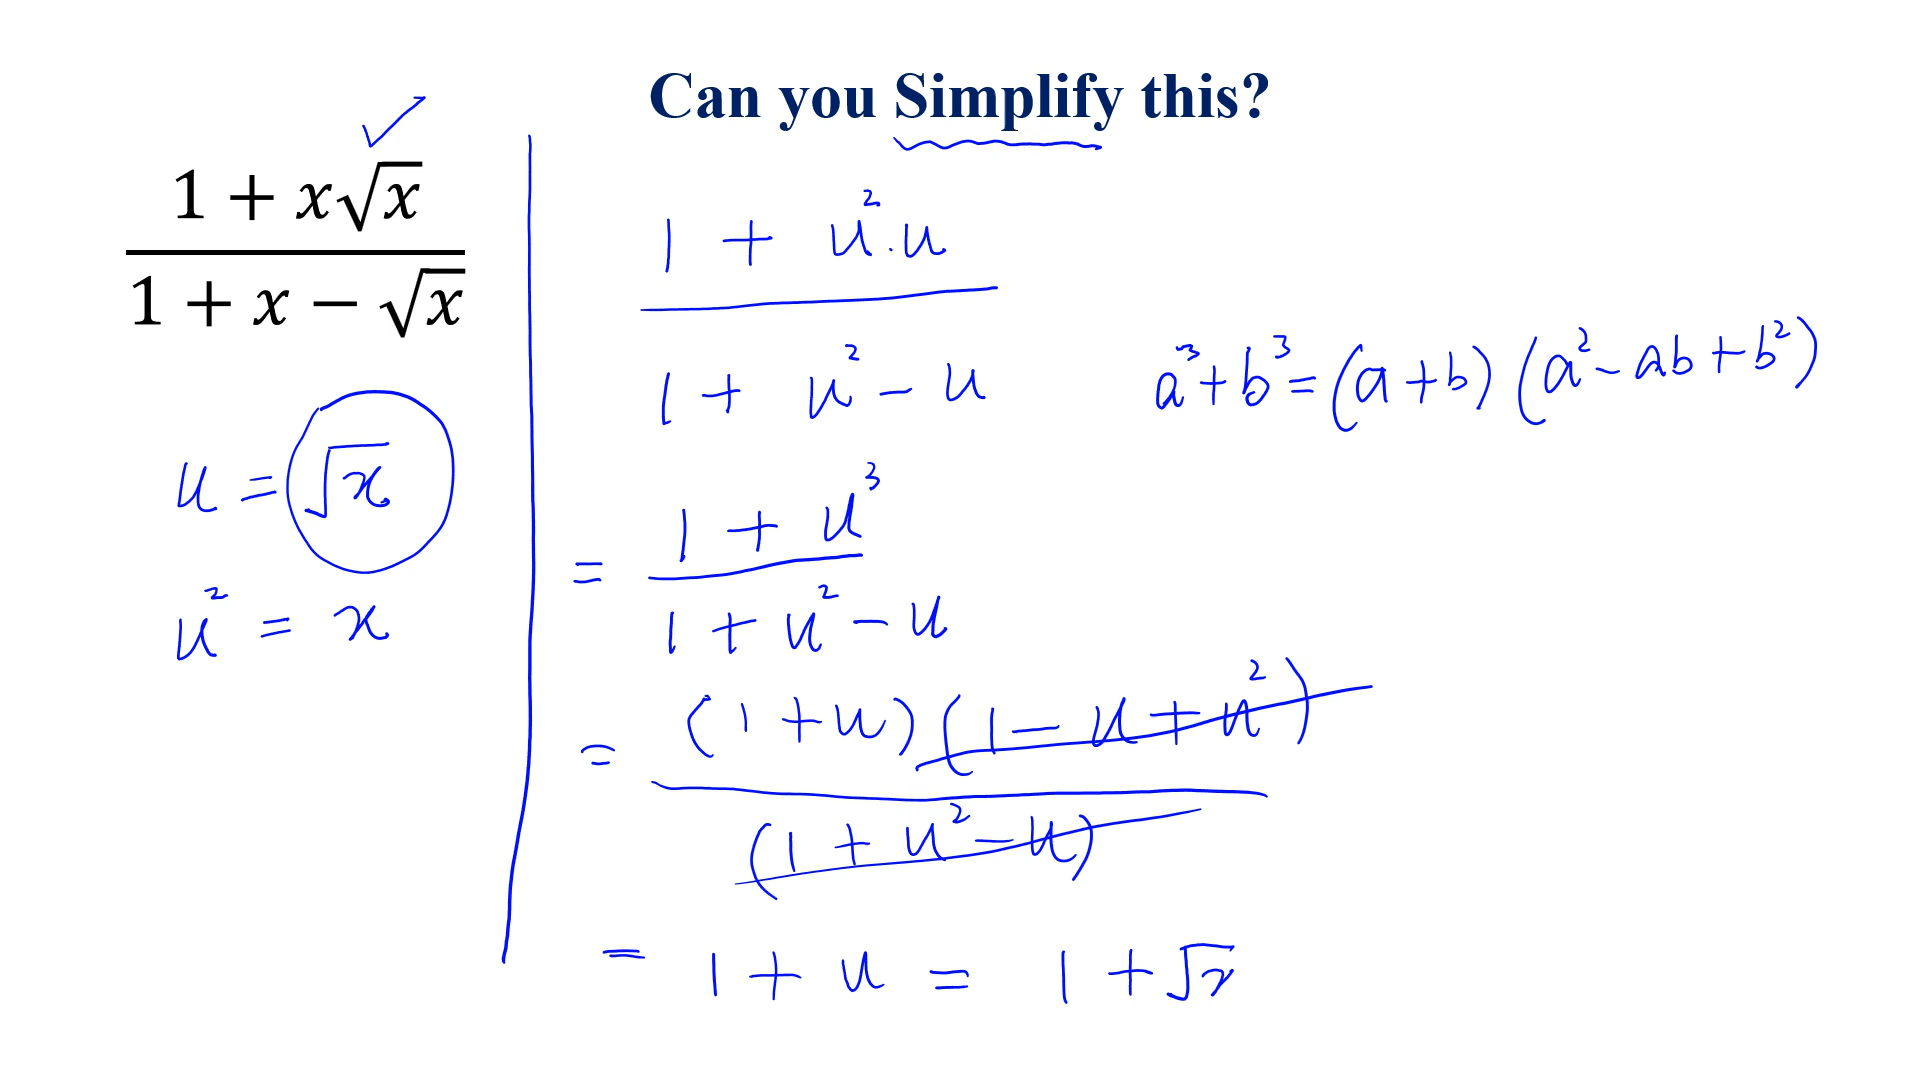 Can you Simplify this?
(1 + x√x)/(1 + x − √x)
u = √x
u² = x
(1 + u².u)/(1 + u² − u)
a³ + b³ = (a + b)(a² − ab + b²)
= (1 + u³)/(1 + u² − u)
= (1 + u)(1 − u + u²)/(1 + u² − u)
= 1 + u = 1 + √x